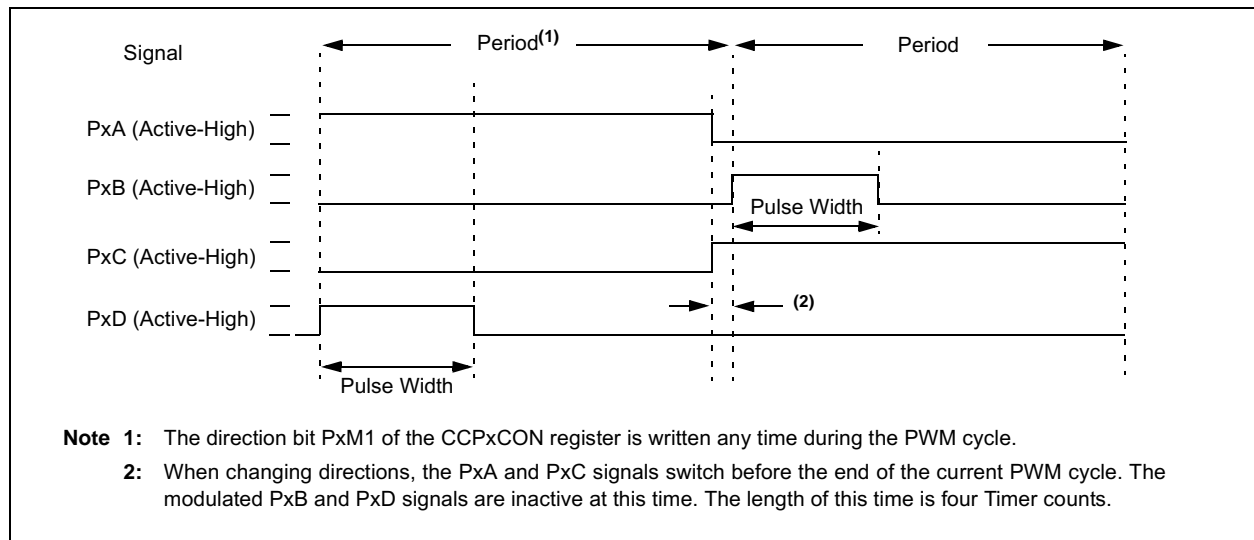 Signal
Period(1)
Period
PxA (Active-High)
PxB (Active-High)
Pulse Width
PxC (Active-High)
(2)
PxD (Active-High)
Pulse Width
Note 1: The direction bit PxM1 of the CCPxCON register is written any time during the PWM cycle.
2: When changing directions, the PxA and PxC signals switch before the end of the current PWM cycle. The
modulated PxB and PxD signals are inactive at this time. The length of this time is four Timer counts.